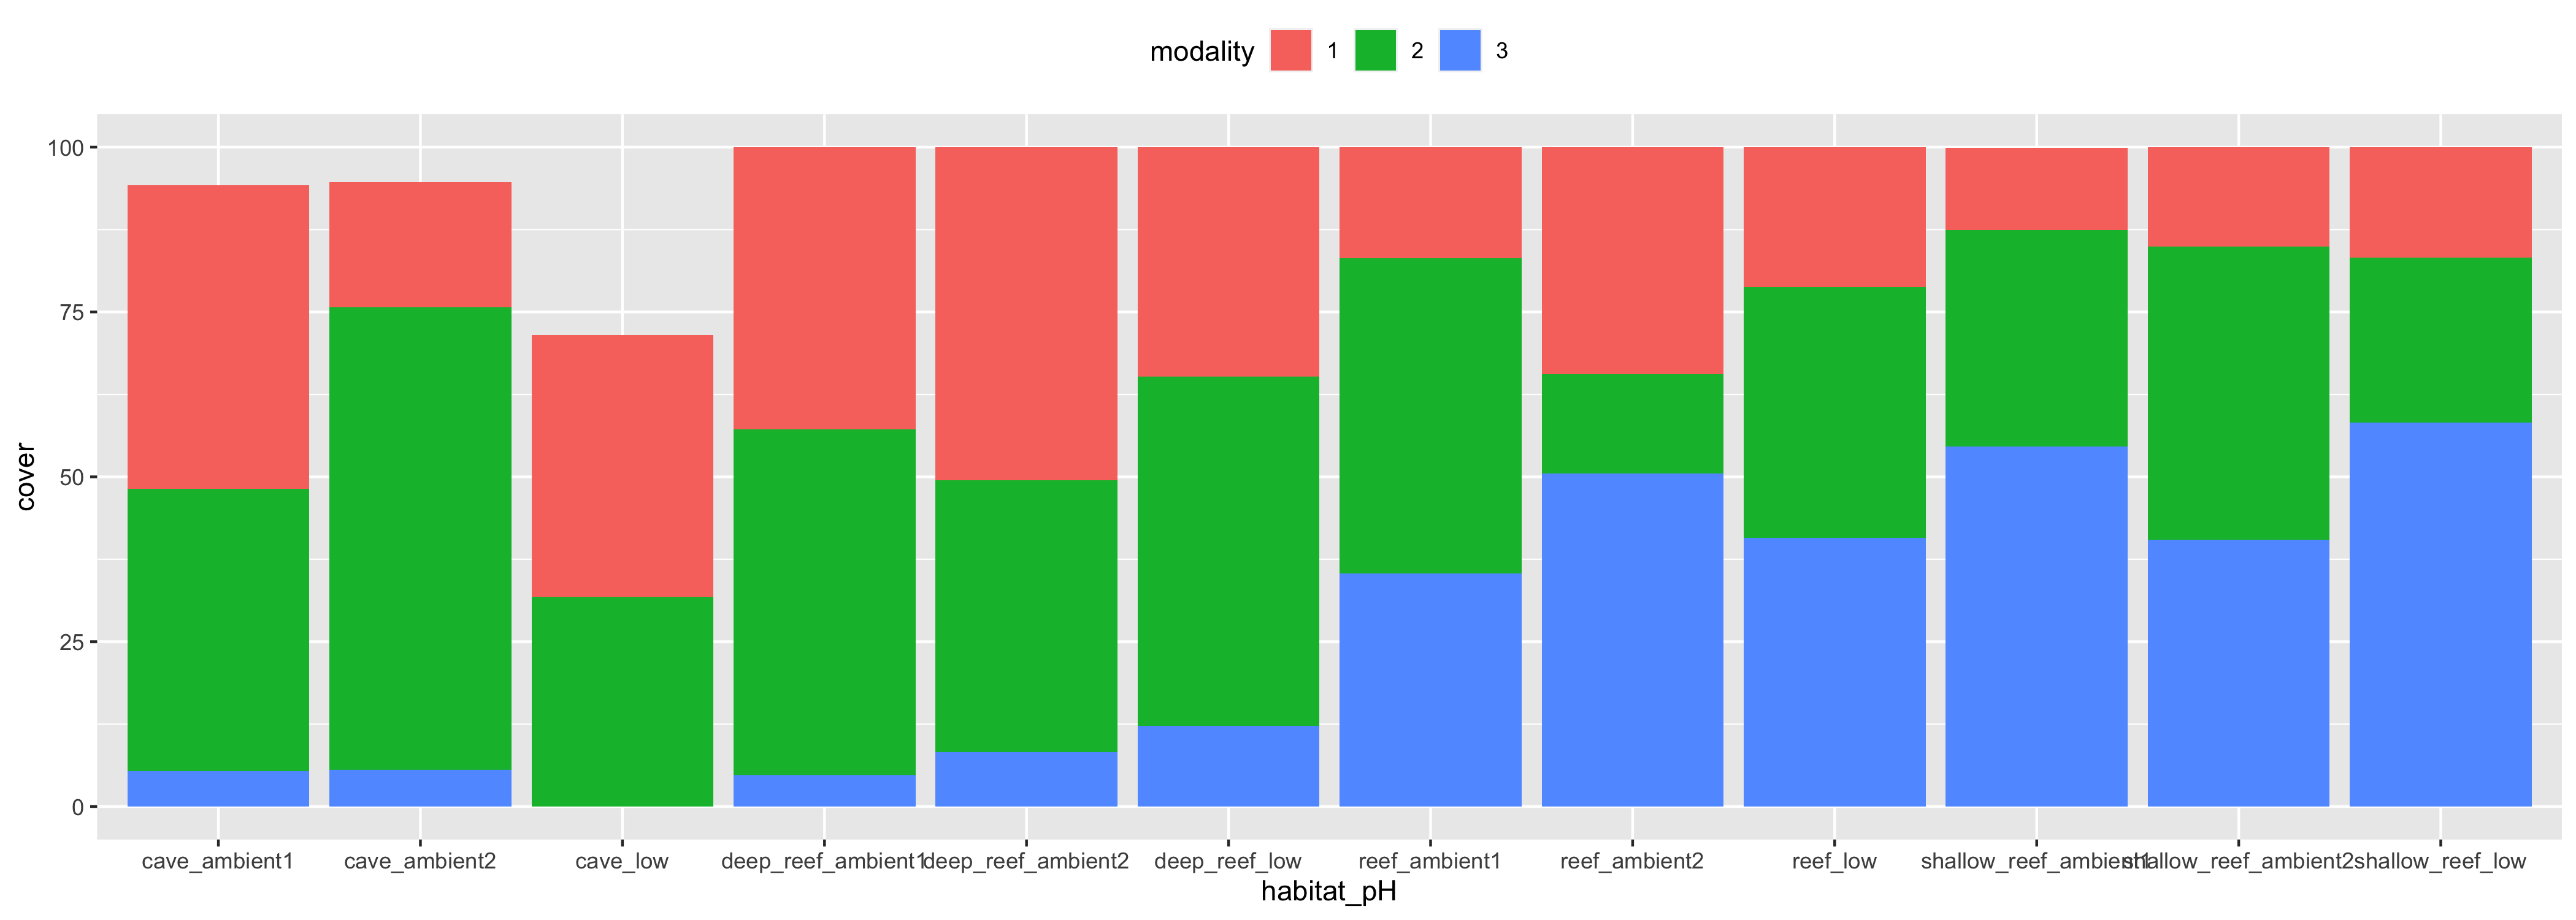 modality 1 2 3
100
75
50
25
0
cover
cave_ambient1 cave_ambient2 cave_low deep_reef_ambient1 deep_reef_ambient2 deep_reef_low reef_ambient1 reef_ambient2 reef_low shallow_reef_ambient1 shallow_reef_ambient2 shallow_reef_low
habitat_pH